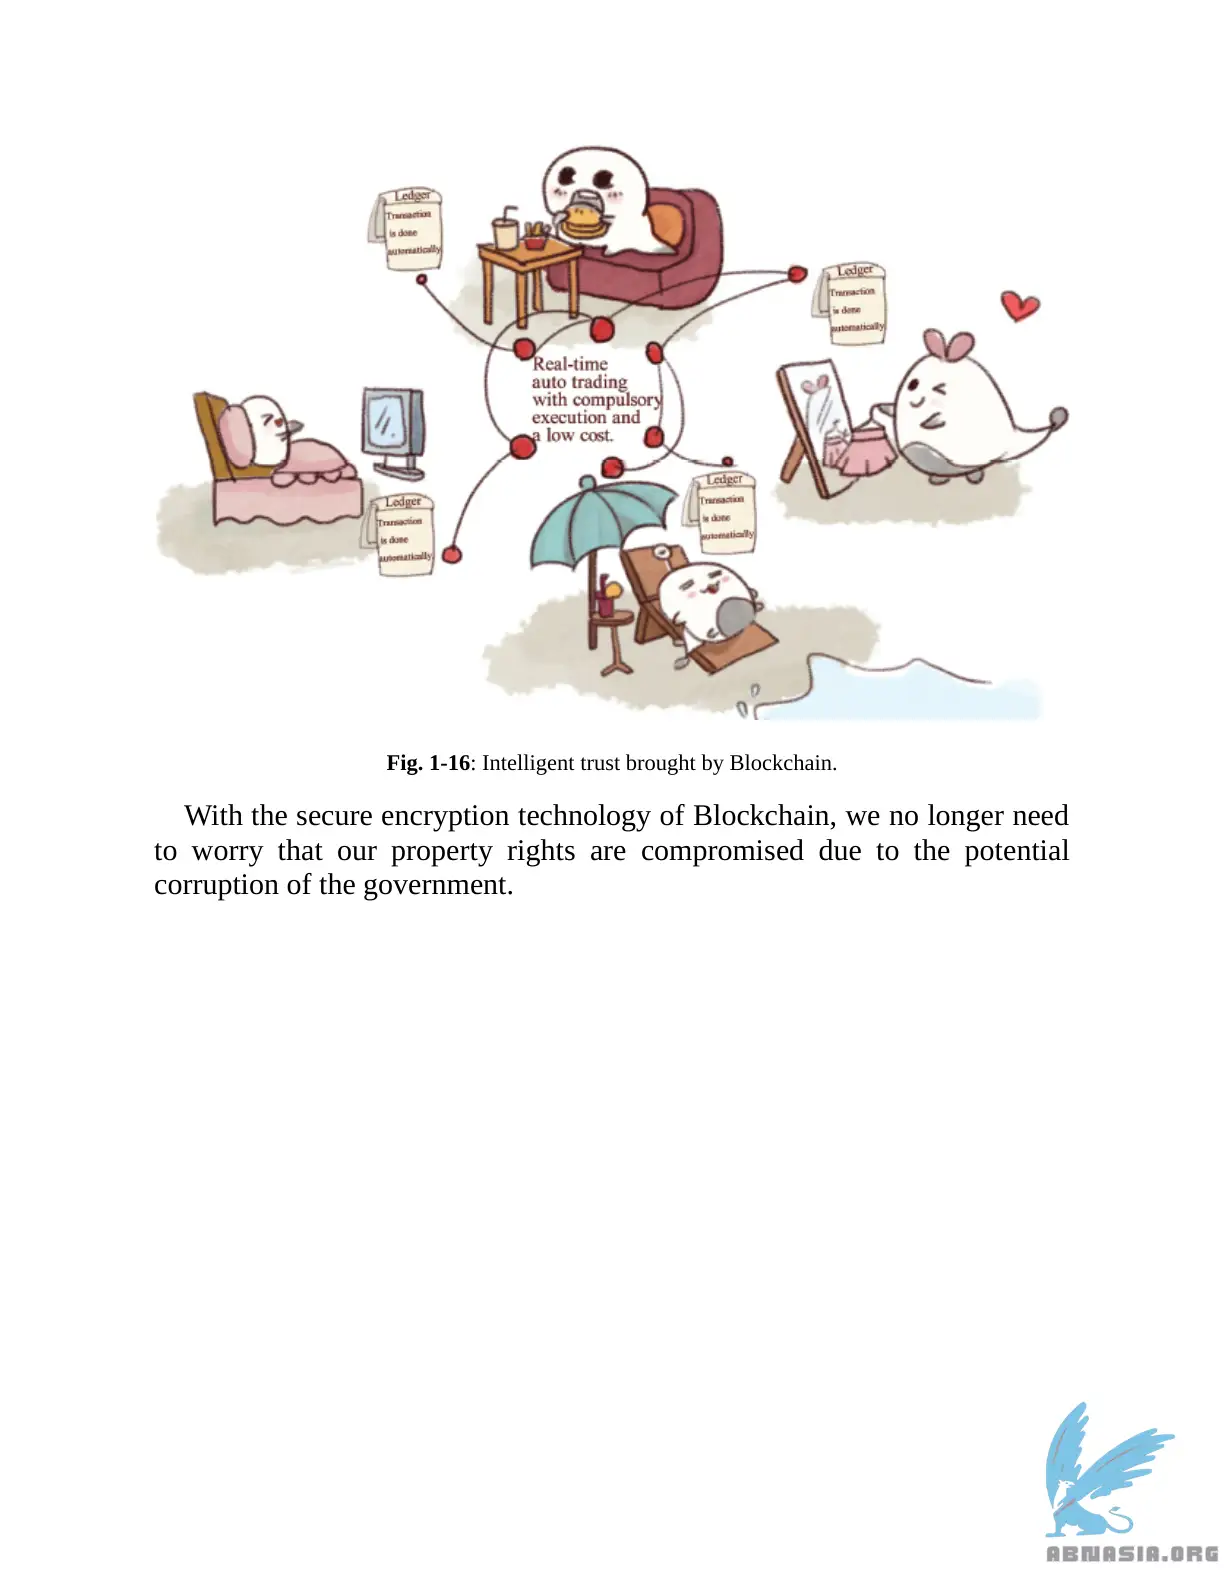 Ledger
Transaction
is done
automatically
Ledger
Transaction
is done
automatically
Real-time
auto trading
with compulsory
execution and
a low cost.
Ledger
Transaction
is done
automatically
Ledger
Transaction
is done
automatically
Fig. 1-16: Intelligent trust brought by Blockchain.
With the secure encryption technology of Blockchain, we no longer need
to worry that our property rights are compromised due to the potential
corruption of the government.
ABNASIA.ORG